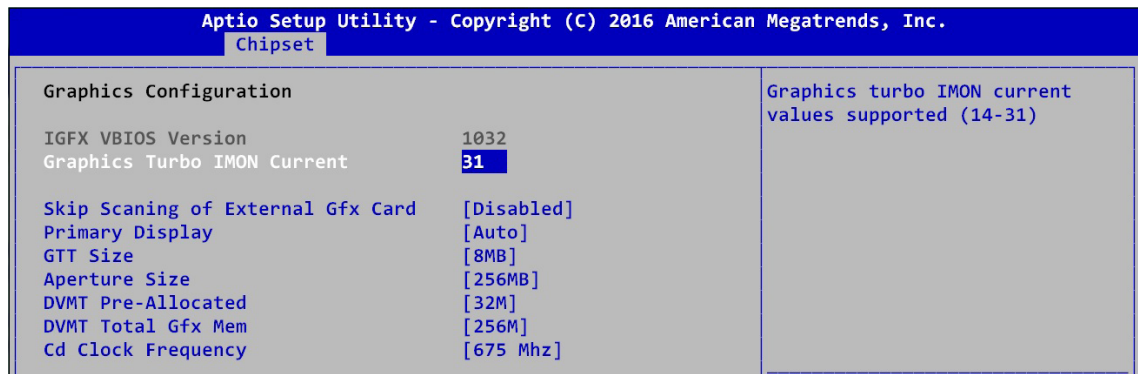 Aptio Setup Utility - Copyright (C) 2016 American Megatrends, Inc.
Chipset
Graphics Configuration
IGFX VBIOS Version 1032
Graphics Turbo IMON Current 31
Skip Scaning of External Gfx Card [Disabled]
Primary Display [Auto]
GTT Size [8MB]
Aperture Size [256MB]
DVMT Pre-Allocated [32M]
DVMT Total Gfx Mem [256M]
Cd Clock Frequency [675 Mhz]
Graphics turbo IMON current
values supported (14-31)